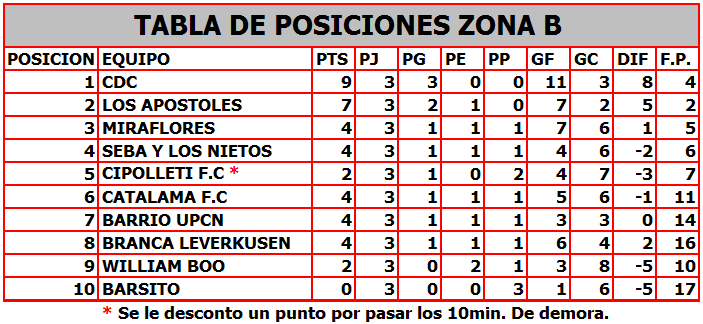 TABLA DE POSICIONES ZONA B
POSICION EQUIPO PTS PJ PG PE PP GF GC DIF F.P.
1 CDC 9 3 3 0 0 11 3 8 4
2 LOS APOSTOLES 7 3 2 1 0 7 2 5 2
3 MIRAFLORES 4 3 1 1 1 7 6 1 5
4 SEBA Y LOS NIETOS 4 3 1 1 1 4 6 -2 6
5 CIPOLLETI F.C * 2 3 1 0 2 4 7 -3 7
6 CATALAMA F.C 4 3 1 1 1 5 6 -1 11
7 BARRIO UPCN 4 3 1 1 1 3 3 0 14
8 BRANCA LEVERKUSEN 4 3 1 1 1 6 4 2 16
9 WILLIAM BOO 2 3 0 2 1 3 8 -5 10
10 BARSITO 0 3 0 0 3 1 6 -5 17
* Se le desconto un punto por pasar los 10min. De demora.